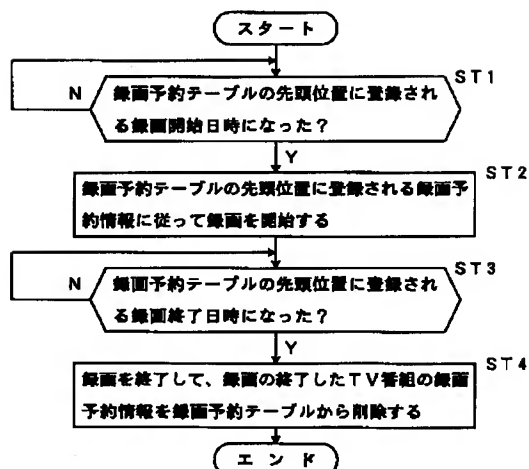 スタート
ST1
N
録画予約テーブルの先頭位置に登録され
る録画開始日時になった?
Y
ST2
録画予約テーブルの先頭位置に登録される録画予
約情報に従って録画を開始する
ST3
N
録画予約テーブルの先頭位置に登録され
る録画終了日時になった?
Y
ST4
録画を終了して、録画の終了したTV番組の録画
予約情報を録画予約テーブルから削除する
エンド